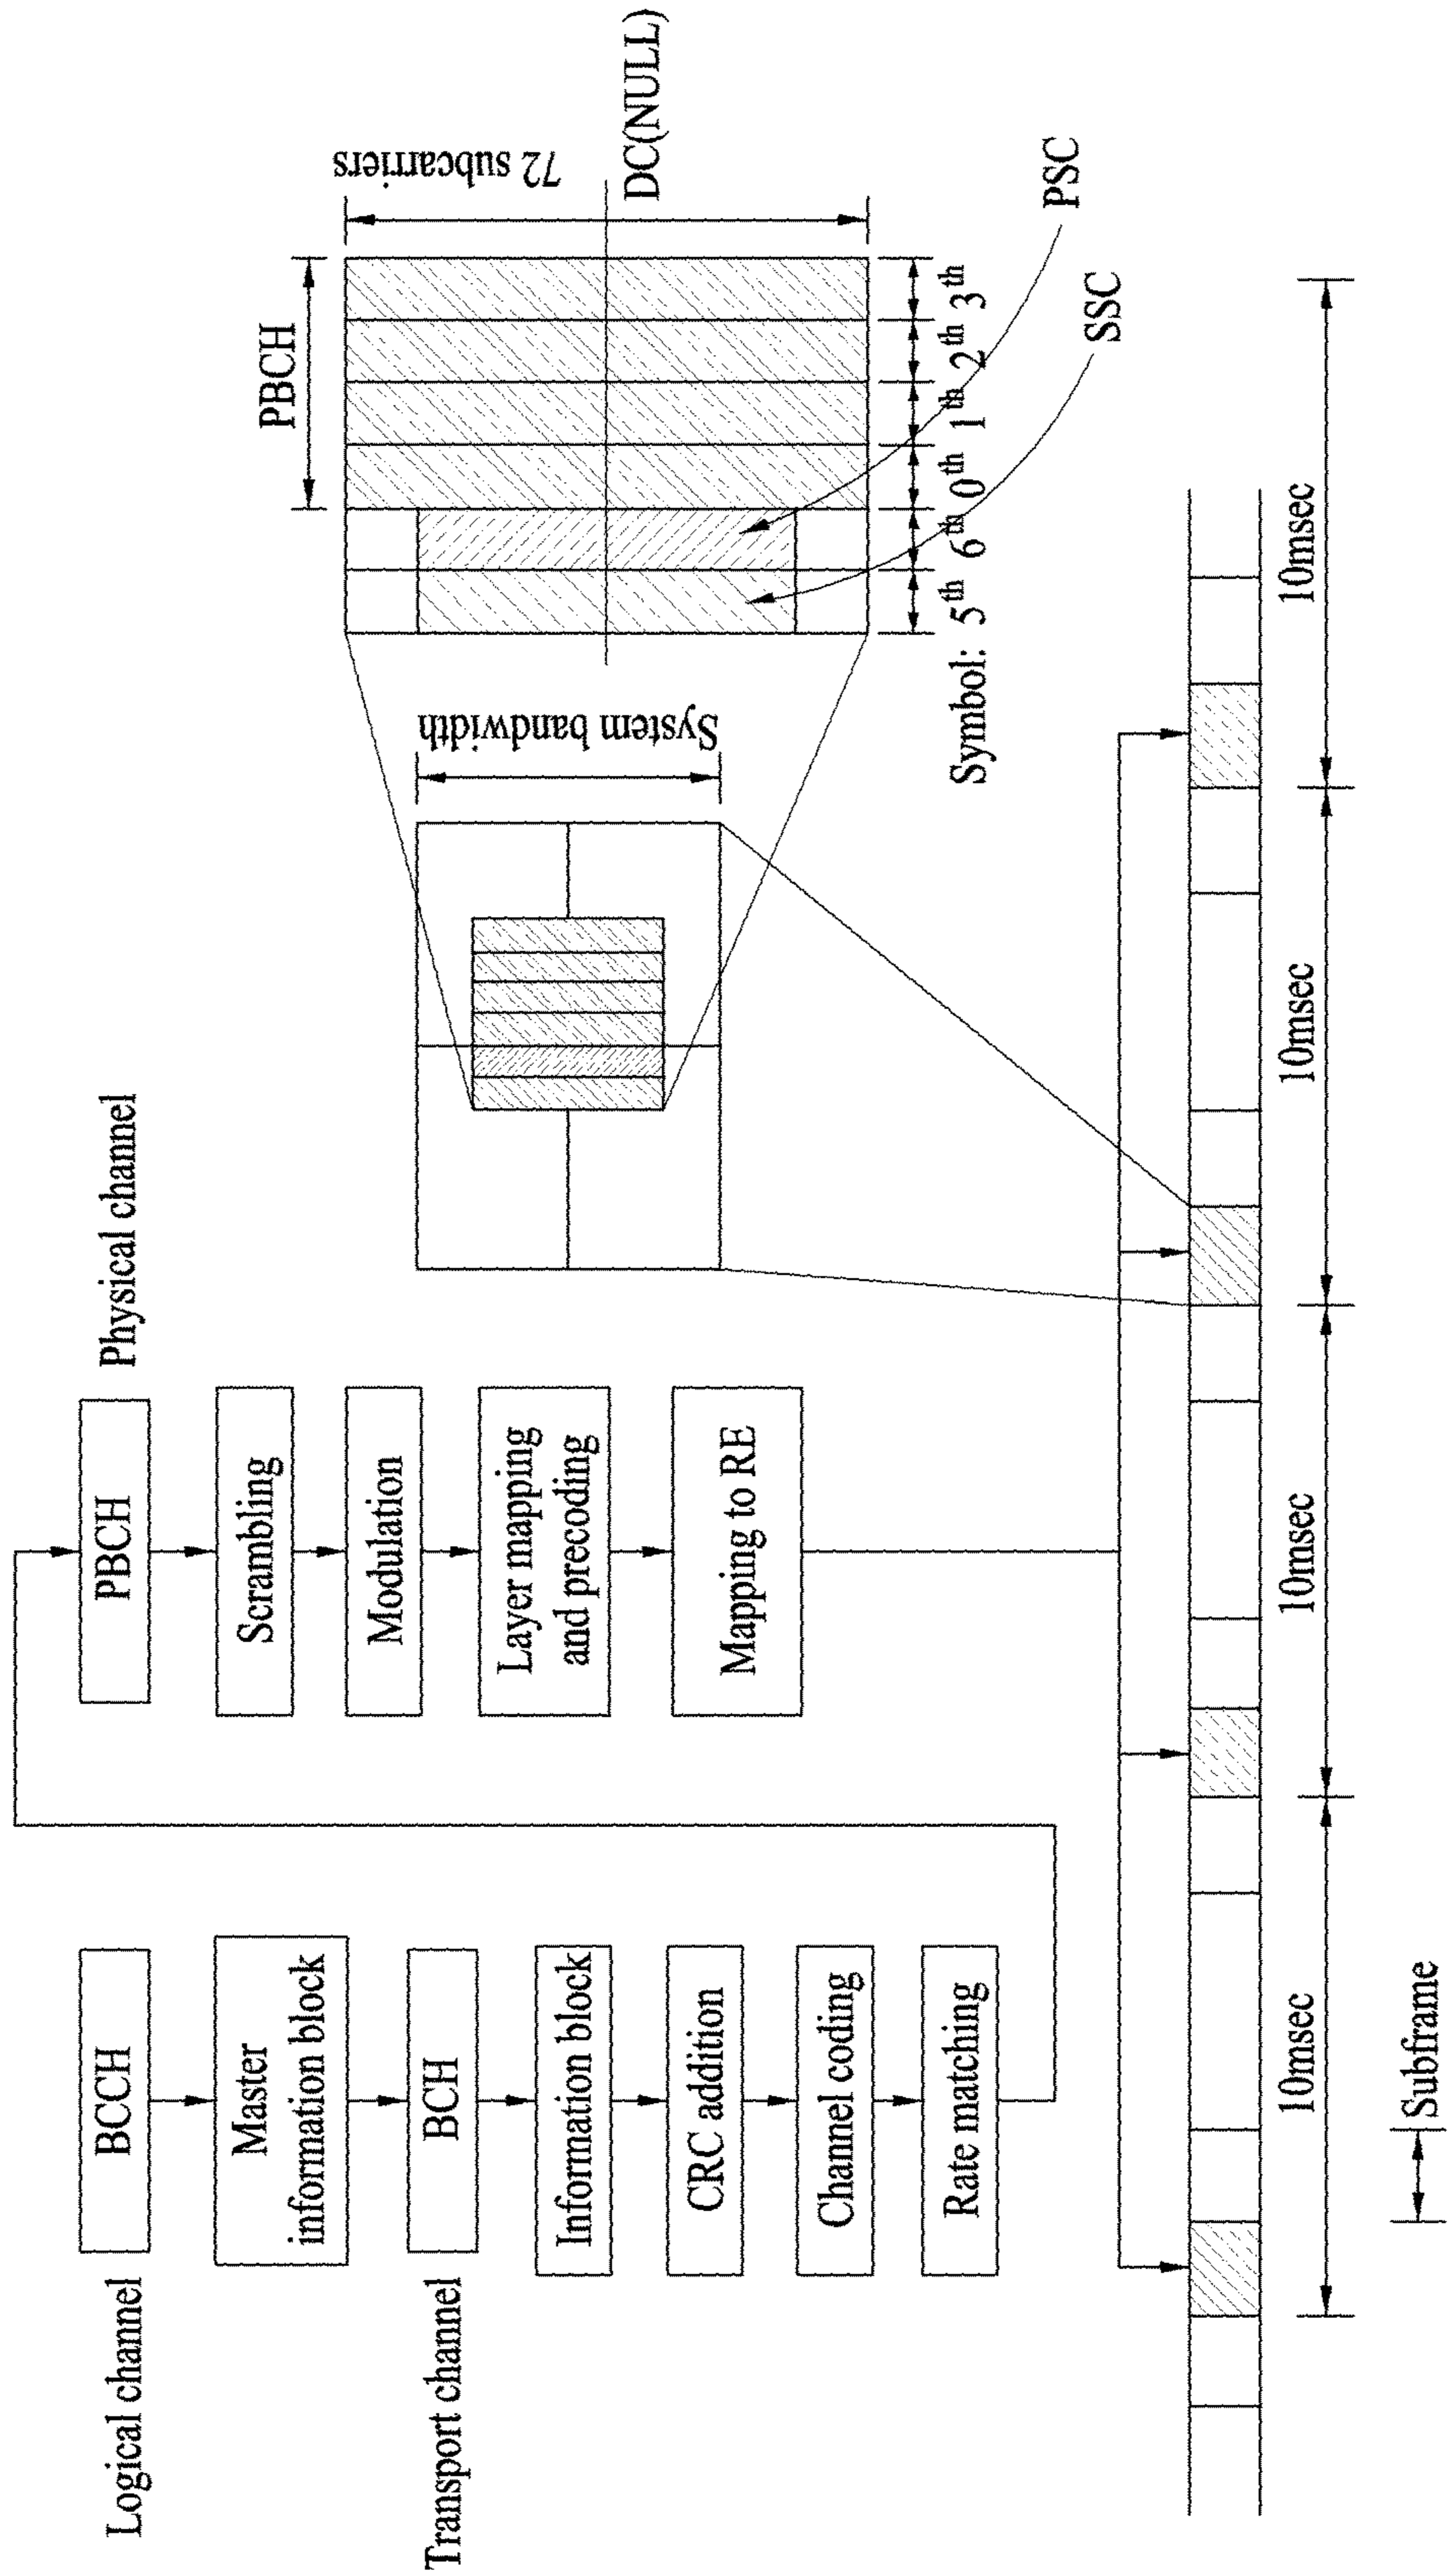 Logical channel
BCCH
Master
information block
Transport channel
BCH
Information block
CRC addition
Channel coding
Rate matching
Physical channel
PBCH
Scrambling
Modulation
Layer mapping
and precoding
Mapping to RE
System bandwidth
PBCH
72 subcarriers
DC(NULL)
Symbol: 5th 6th 0th 1th 2th 3th
PSC
SSC
10msec 10msec 10msec 10msec
Subframe